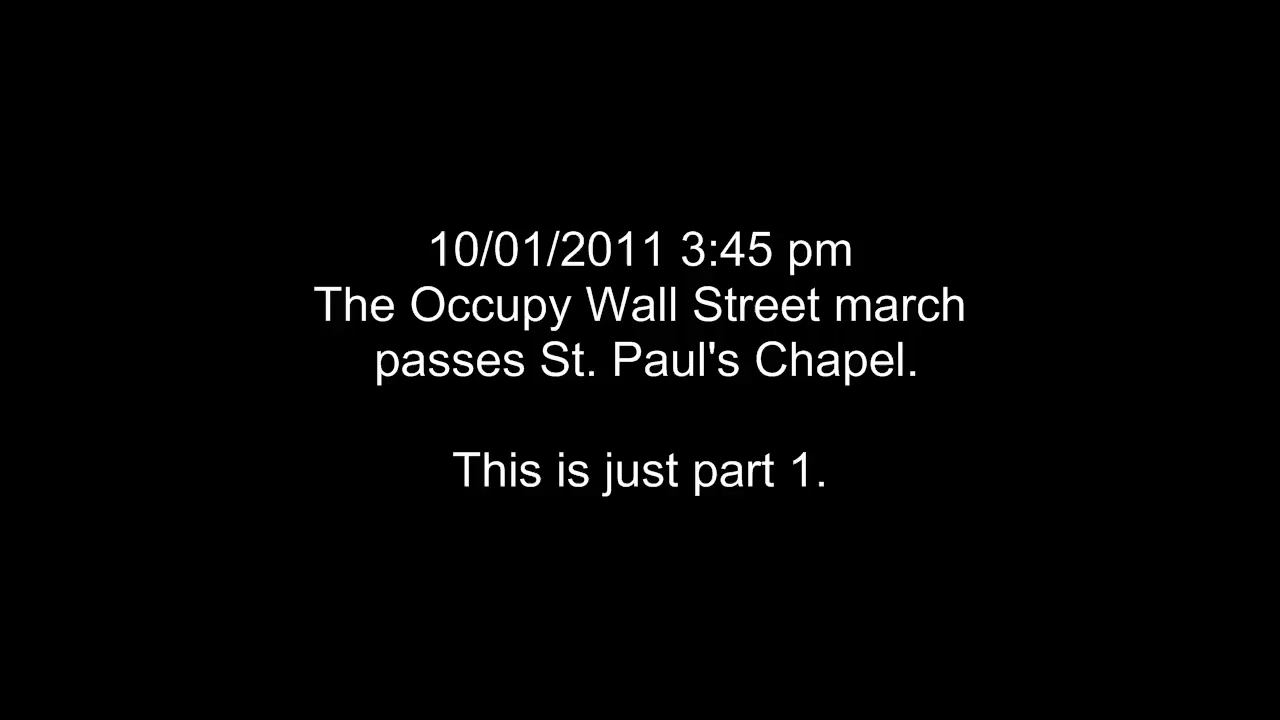 10/01/2011 3:45 pm
The Occupy Wall Street march
passes St. Paul's Chapel.
This is just part 1.